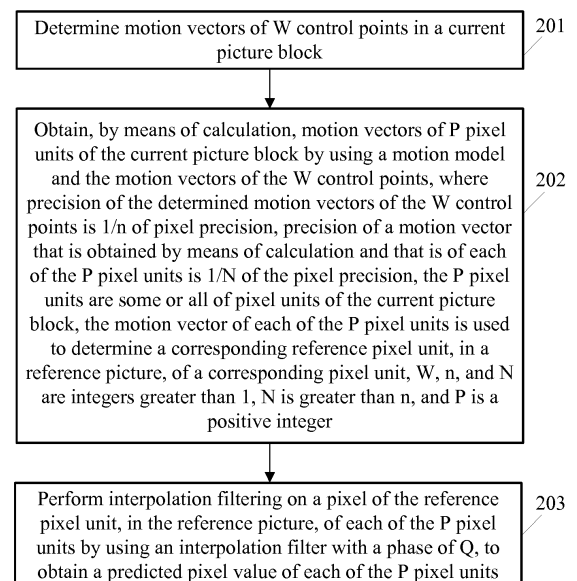 Determine motion vectors of W control points in a current
picture block
201
Obtain, by means of calculation, motion vectors of P pixel
units of the current picture block by using a motion model
and the motion vectors of the W control points, where
precision of the determined motion vectors of the W control
points is 1/n of pixel precision, precision of a motion vector
that is obtained by means of calculation and that is of each
of the P pixel units is 1/N of the pixel precision, the P pixel
units are some or all of pixel units of the current picture
block, the motion vector of each of the P pixel units is used
to determine a corresponding reference pixel unit, in a
reference picture, of a corresponding pixel unit, W, n, and N
are integers greater than 1, N is greater than n, and P is a
positive integer
202
Perform interpolation filtering on a pixel of the reference
pixel unit, in the reference picture, of each of the P pixel
units by using an interpolation filter with a phase of Q, to
obtain a predicted pixel value of each of the P pixel units
203